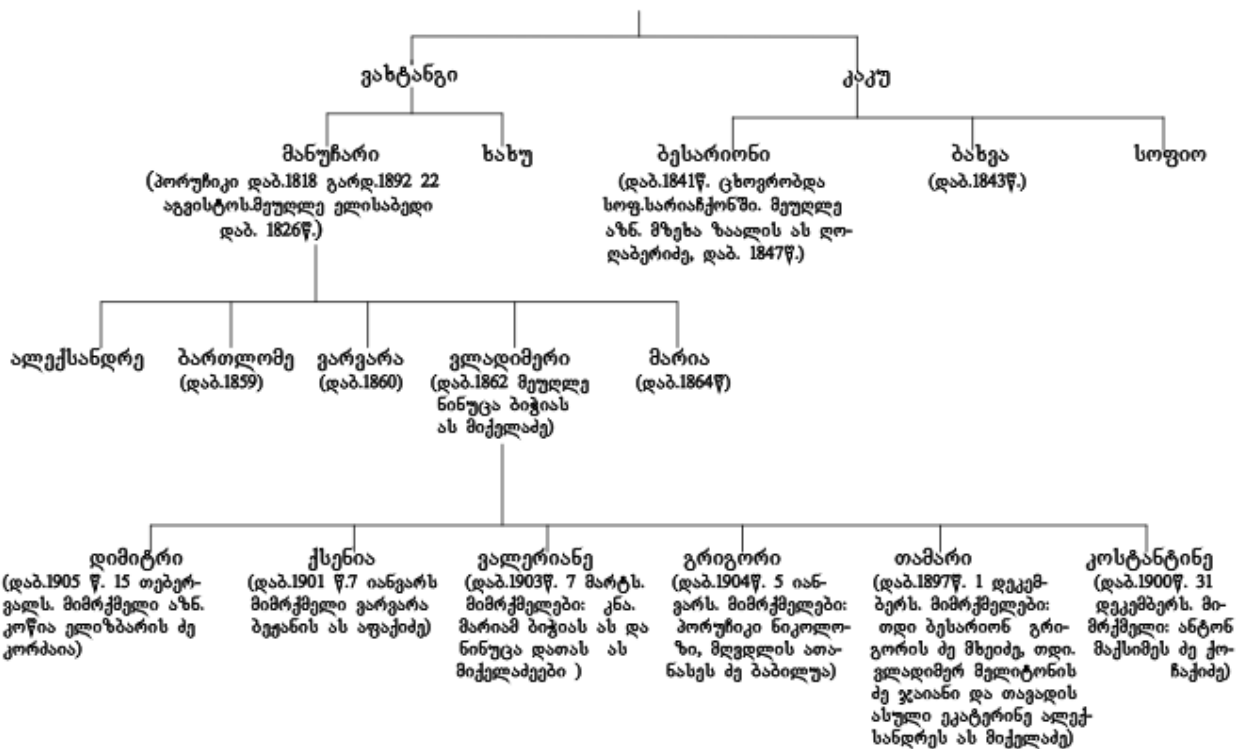 ვახტანგი
კაკუ
მანუჩარი
(პორუჩიკი დაბ.1818 გარდ.1892 22
აგვისტოს.მეუღლე ელისაბედი
დაბ. 1826წ.)
ხახუ
ბესარიონი
(დაბ.1841წ. ცხოვრობდა
სოფ.სარიაჩქონში. მეუღლე
აზნ. მზეხა ზაალის ას ღო-
ღაბერიძე, დაბ. 1847წ.)
ბახვა
(დაბ.1843წ.)
სოფიო
ალექსანდრე
ბართლომე
(დაბ.1859)
ვარვარა
(დაბ.1860)
ვლადიმერი
(დაბ.1862 მეუღლე
ნინუცა ბიჭიას
ას მიქელაძე)
მარია
(დაბ.1864წ)
დიმიტრი
(დაბ.1905 წ. 15 თებერ-
ვალს. მიმრქმელი აზნ.
კოწია ელიზბარის ძე
კორძაია)
ქსენია
(დაბ.1901 წ.7 იანვარს
მიმრქმელი ვარვარა
ბეჟანის ას აფაქიძე)
ვალერიანე
(დაბ.1903წ. 7 მარტს.
მიმრქმელები: კნა.
მარიამ ბიჭიას ას და
ნინუცა დათას ას
მიქელაძეები )
გრიგორი
(დაბ.1904წ. 5 იან-
ვარს. მიმრქმელები:
პორუჩიკი ნიკოლო-
ზი, მღვდლის ათა-
ნასეს ძე ბაბილუა)
თამარი
(დაბ.1897წ. 1 დეკემ-
ბერს. მიმრქმელები:
თდი ბესარიონ გრი-
გორის ძე მხეიძე, თდი.
ვლადიმერ მელიტონის
ძე ჯაიანი და თავადის
ასული ეკატერინე ალექ-
სანდრეს ას მიქელაძე)
კოსტანტინე
(დაბ.1900წ. 31
დეკემბერს. მი-
მრქმელი: ანტონ
მაქსიმეს ძე ქო-
ჩაქიძე)